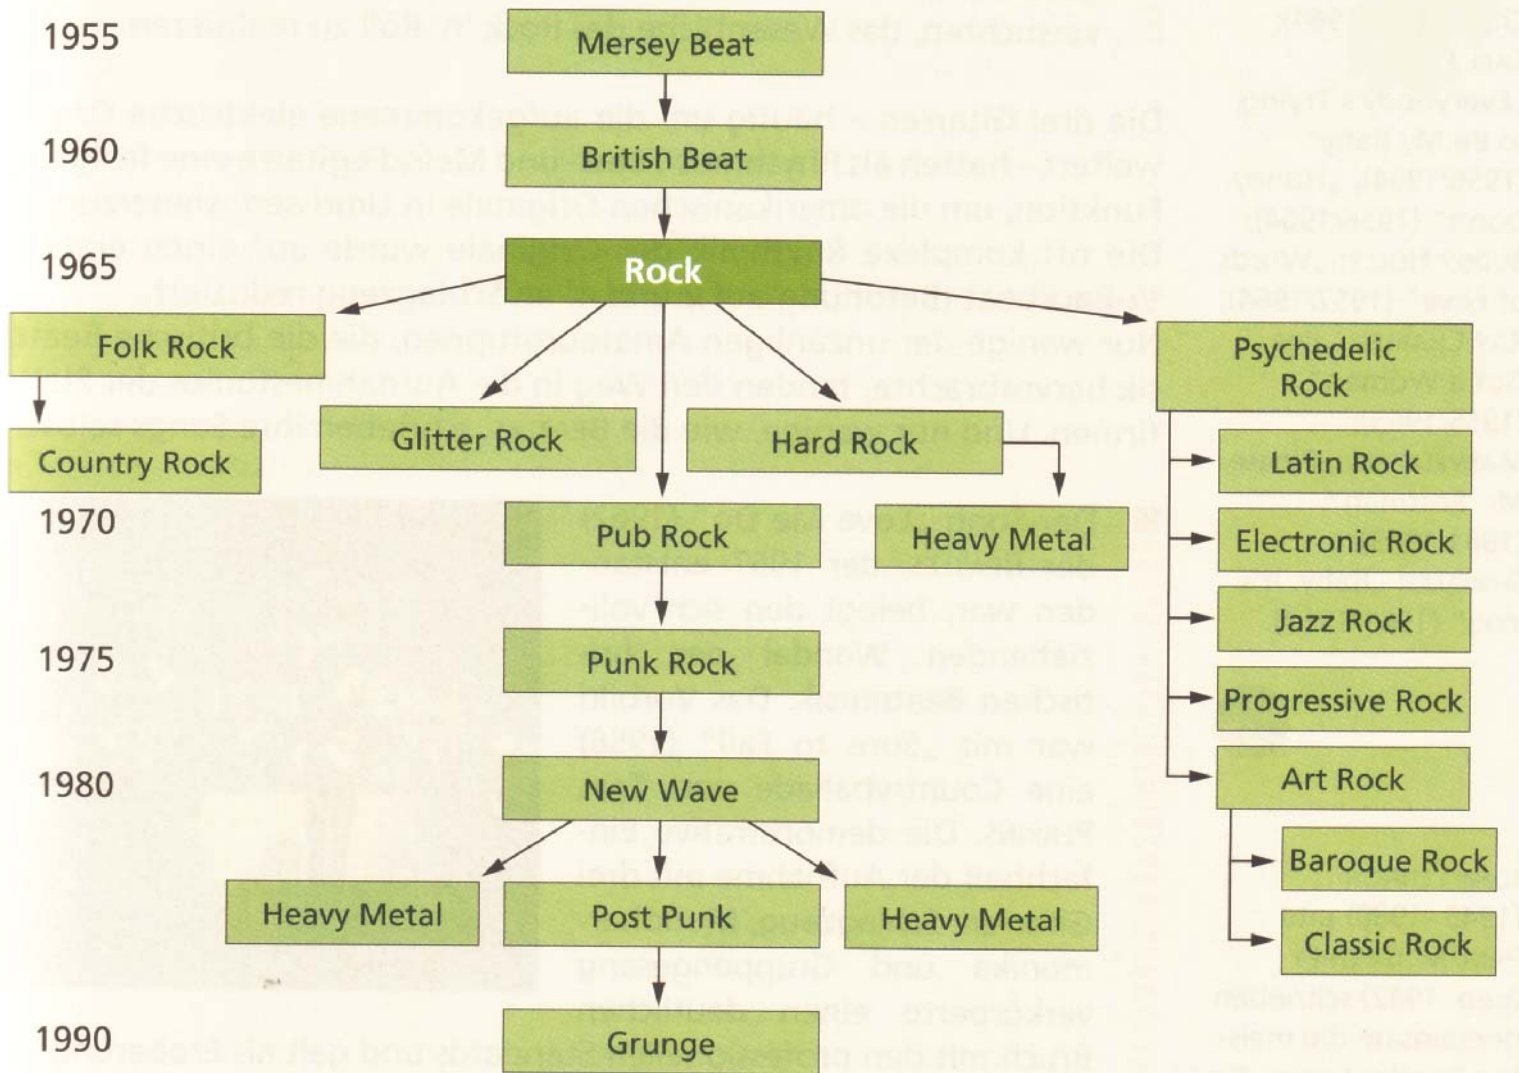 1955
Mersey Beat
1960
British Beat
1965
Rock
Folk Rock
Psychedelic
Rock
Country Rock
Glitter Rock
Hard Rock
Latin Rock
1970
Pub Rock
Heavy Metal
Electronic Rock
Jazz Rock
1975
Punk Rock
Progressive Rock
1980
New Wave
Art Rock
Baroque Rock
Heavy Metal
Post Punk
Heavy Metal
Classic Rock
1990
Grunge